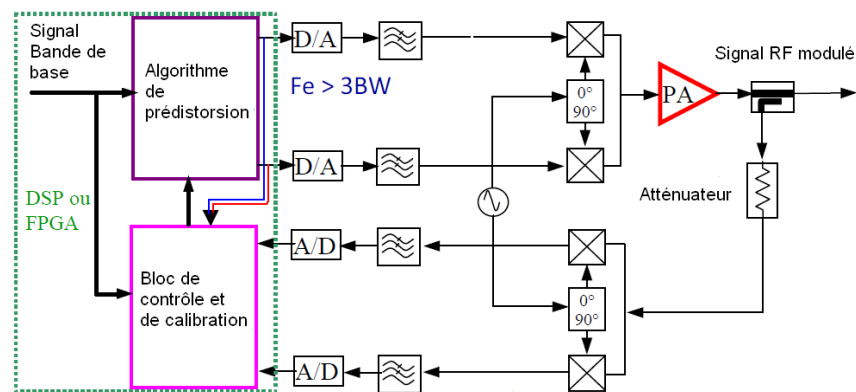 Signal
Bande de
base
Algorithme
de
prédistorsion
D/A
Fe > 3BW
0°
90°
PA
Signal RF modulé
D/A
Atténuateur
DSP ou
FPGA
A/D
Bloc de
contrôle et
de calibration
0°
90°
A/D